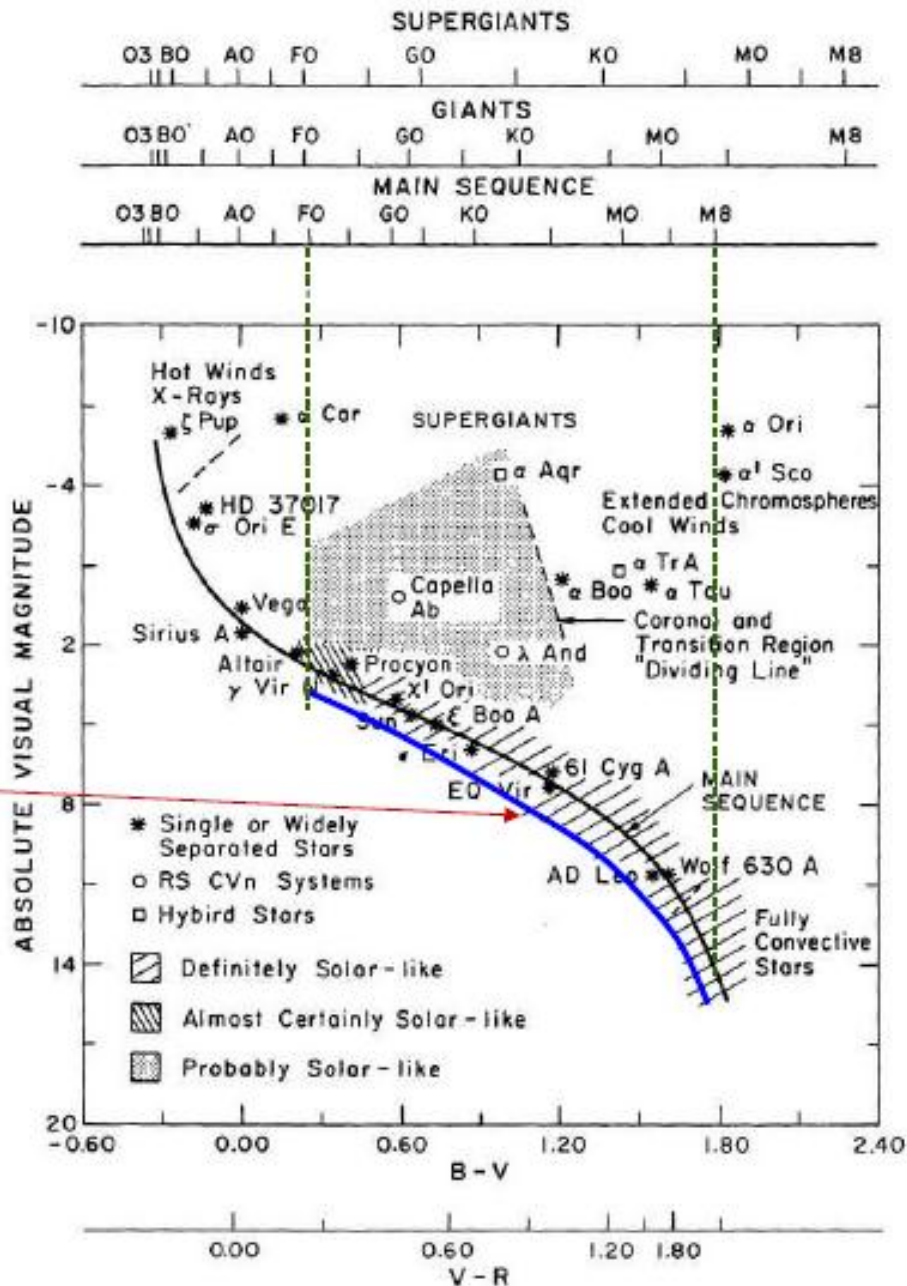 SUPERGIANTS
O3 BO AO FO GO KO MO M8
GIANTS
O3 BO AO FO GO KO MO M8
MAIN SEQUENCE
O3 BO AO FO GO KO MO M8
-10
Hot Winds
X-Rays
ζ Pup
α Car
SUPERGIANTS
α Ori
-4
α Aqr
α¹ Sco
HD 37017
Extended Chromospheres
Cool Winds
σ Ori E
α TrA
Capella
Ab
α Boo
α Tau
Vega
Corona and
Transition Region
"Dividing Line"
2
Sirius A
λ And
Altair
Procyon
γ Vir
χ¹ Ori
Sun
ξ Boo A
ε Eri
61 Cyg A
EQ Vir
MAIN
SEQUENCE
8
* Single or Widely
Separated Stars
Wolf 630 A
AD Leo
RS CVn Systems
Hybird Stars
Fully
Convective
Stars
14
Definitely Solar-like
Almost Certainly Solar-like
Probably Solar-like
20
ABSOLUTE VISUAL MAGNITUDE
-0.60 0.00 0.60 1.20 1.80 2.40
B-V
0.00 0.60 1.20 1.80
V-R